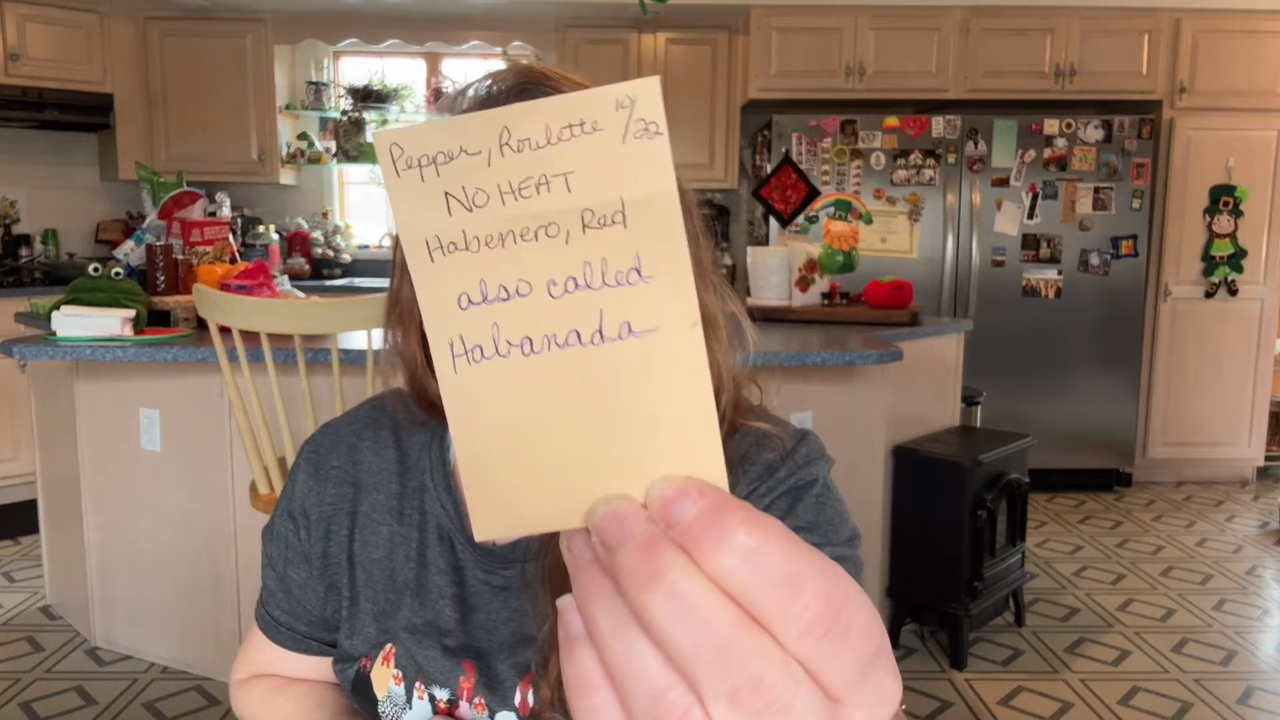 Pepper, Roulette 10/22
NO HEAT
Habenero, Red
also called
Habanada